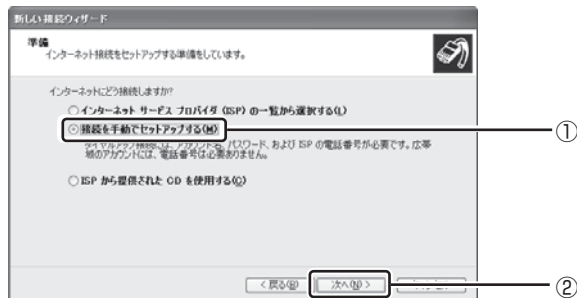 新しい接続ウィザード
準備
インターネット接続をセットアップする準備をしています。
インターネットにどう接続しますか?
インターネット サービス プロバイダ (ISP) の一覧から選択する(L)
接続を手動でセットアップする(M) ①
ダイヤルアップ接続には、アカウント名、パスワード、および ISP の電話番号が必要です。広帯
域のアカウントには、電話番号は必要ありません。
ISP から提供された CD を使用する(C)
< 戻る(B) 次へ(N) > ②